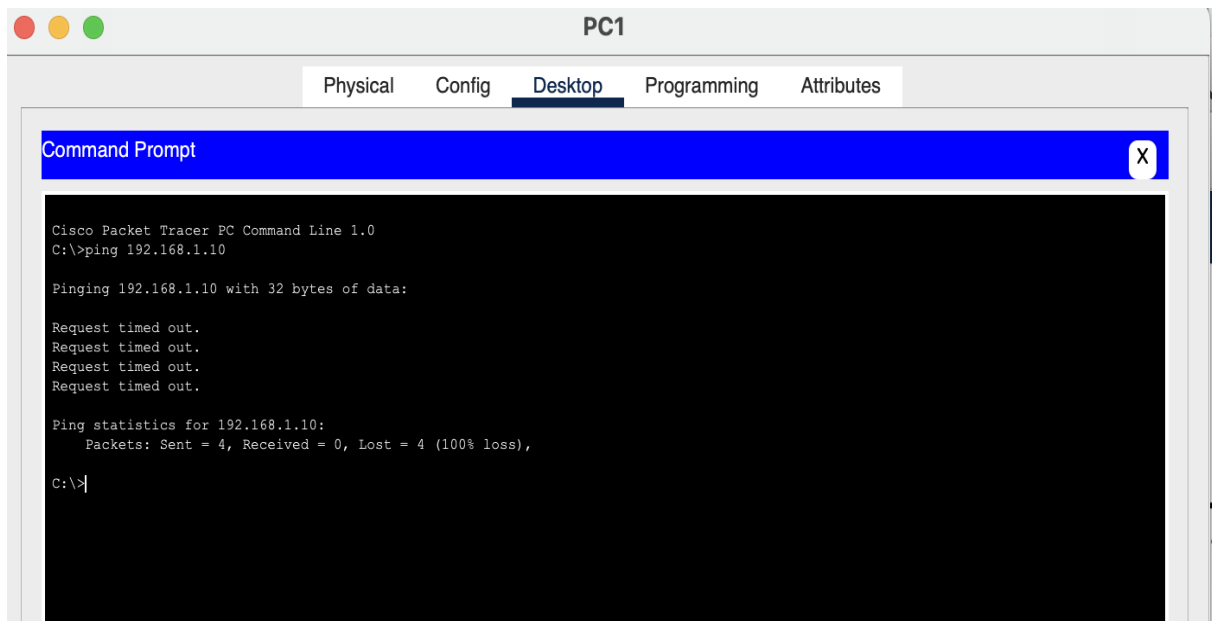 PC1
Physical Config Desktop Programming Attributes
Command Prompt
X
Cisco Packet Tracer PC Command Line 1.0
C:\>ping 192.168.1.10
Pinging 192.168.1.10 with 32 bytes of data:
Request timed out.
Request timed out.
Request timed out.
Request timed out.
Ping statistics for 192.168.1.10:
Packets: Sent = 4, Received = 0, Lost = 4 (100% loss),
C:\>